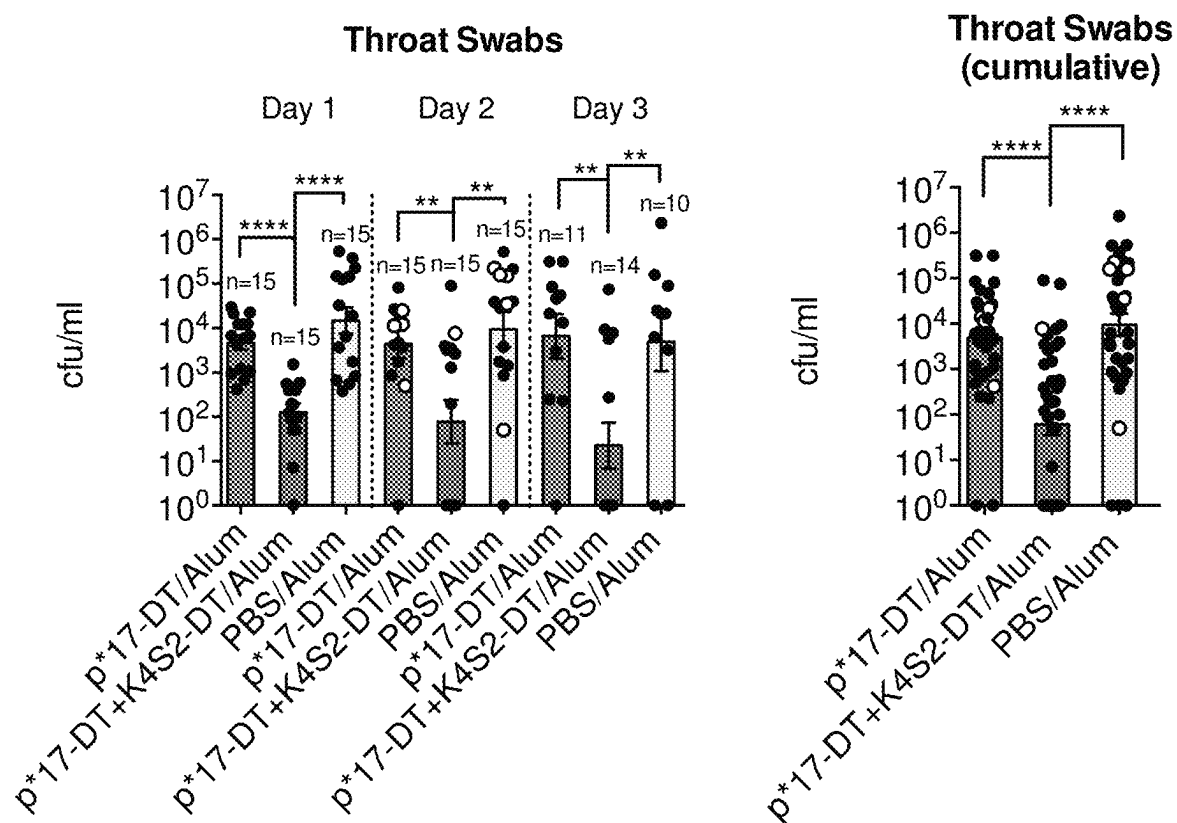 Throat Swabs
Day 1
Day 2
Day 3
**** **** ** ** ** **
n=15 n=15 n=15 n=15 n=15 n=15 n=11 n=14 n=10
cfu/ml
10^7
10^6
10^5
10^4
10^3
10^2
10^1
10^0
p*17-DT/Alum
p*17-DT+K4S2-DT/Alum
PBS/Alum
p*17-DT/Alum
p*17-DT+K4S2-DT/Alum
PBS/Alum
p*17-DT/Alum
p*17-DT+K4S2-DT/Alum
PBS/Alum
Throat Swabs
(cumulative)
**** ****
cfu/ml
10^7
10^6
10^5
10^4
10^3
10^2
10^1
10^0
p*17-DT/Alum
p*17-DT+K4S2-DT/Alum
PBS/Alum